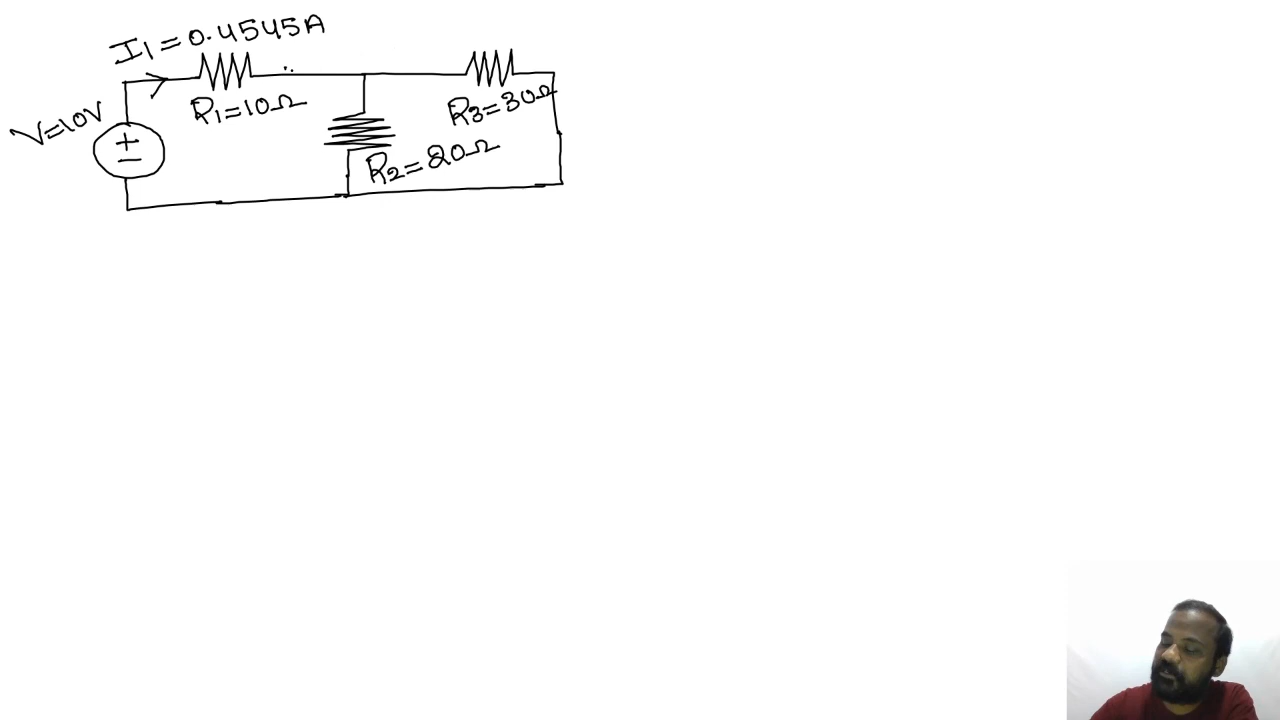 I1 = 0.4545A
V=10V
R1=10Ω
R3=30Ω
R2=20Ω
+
−